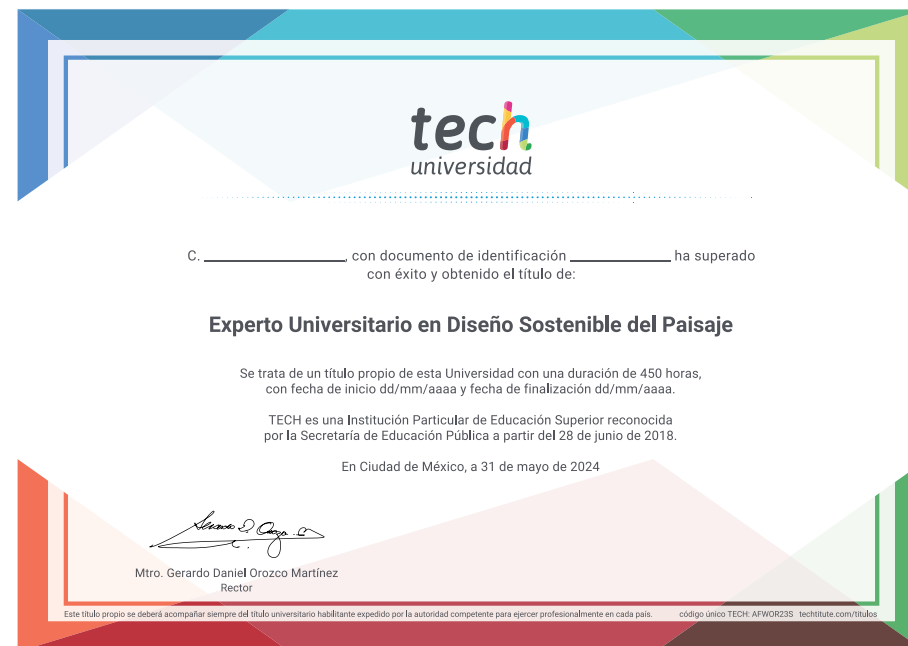 tech
universidad
C. ____________________, con documento de identificación ______________ ha superado
con éxito y obtenido el título de:
Experto Universitario en Diseño Sostenible del Paisaje
Se trata de un título propio de esta Universidad con una duración de 450 horas,
con fecha de inicio dd/mm/aaaa y fecha de finalización dd/mm/aaaa.
TECH es una Institución Particular de Educación Superior reconocida
por la Secretaría de Educación Pública a partir del 28 de junio de 2018.
En Ciudad de México, a 31 de mayo de 2024
Mtro. Gerardo Daniel Orozco Martínez
Rector
Este título propio se deberá acompañar siempre del título universitario habilitante expedido por la autoridad competente para ejercer profesionalmente en cada país. código único TECH: AFWOR23S techtitute.com/titulos